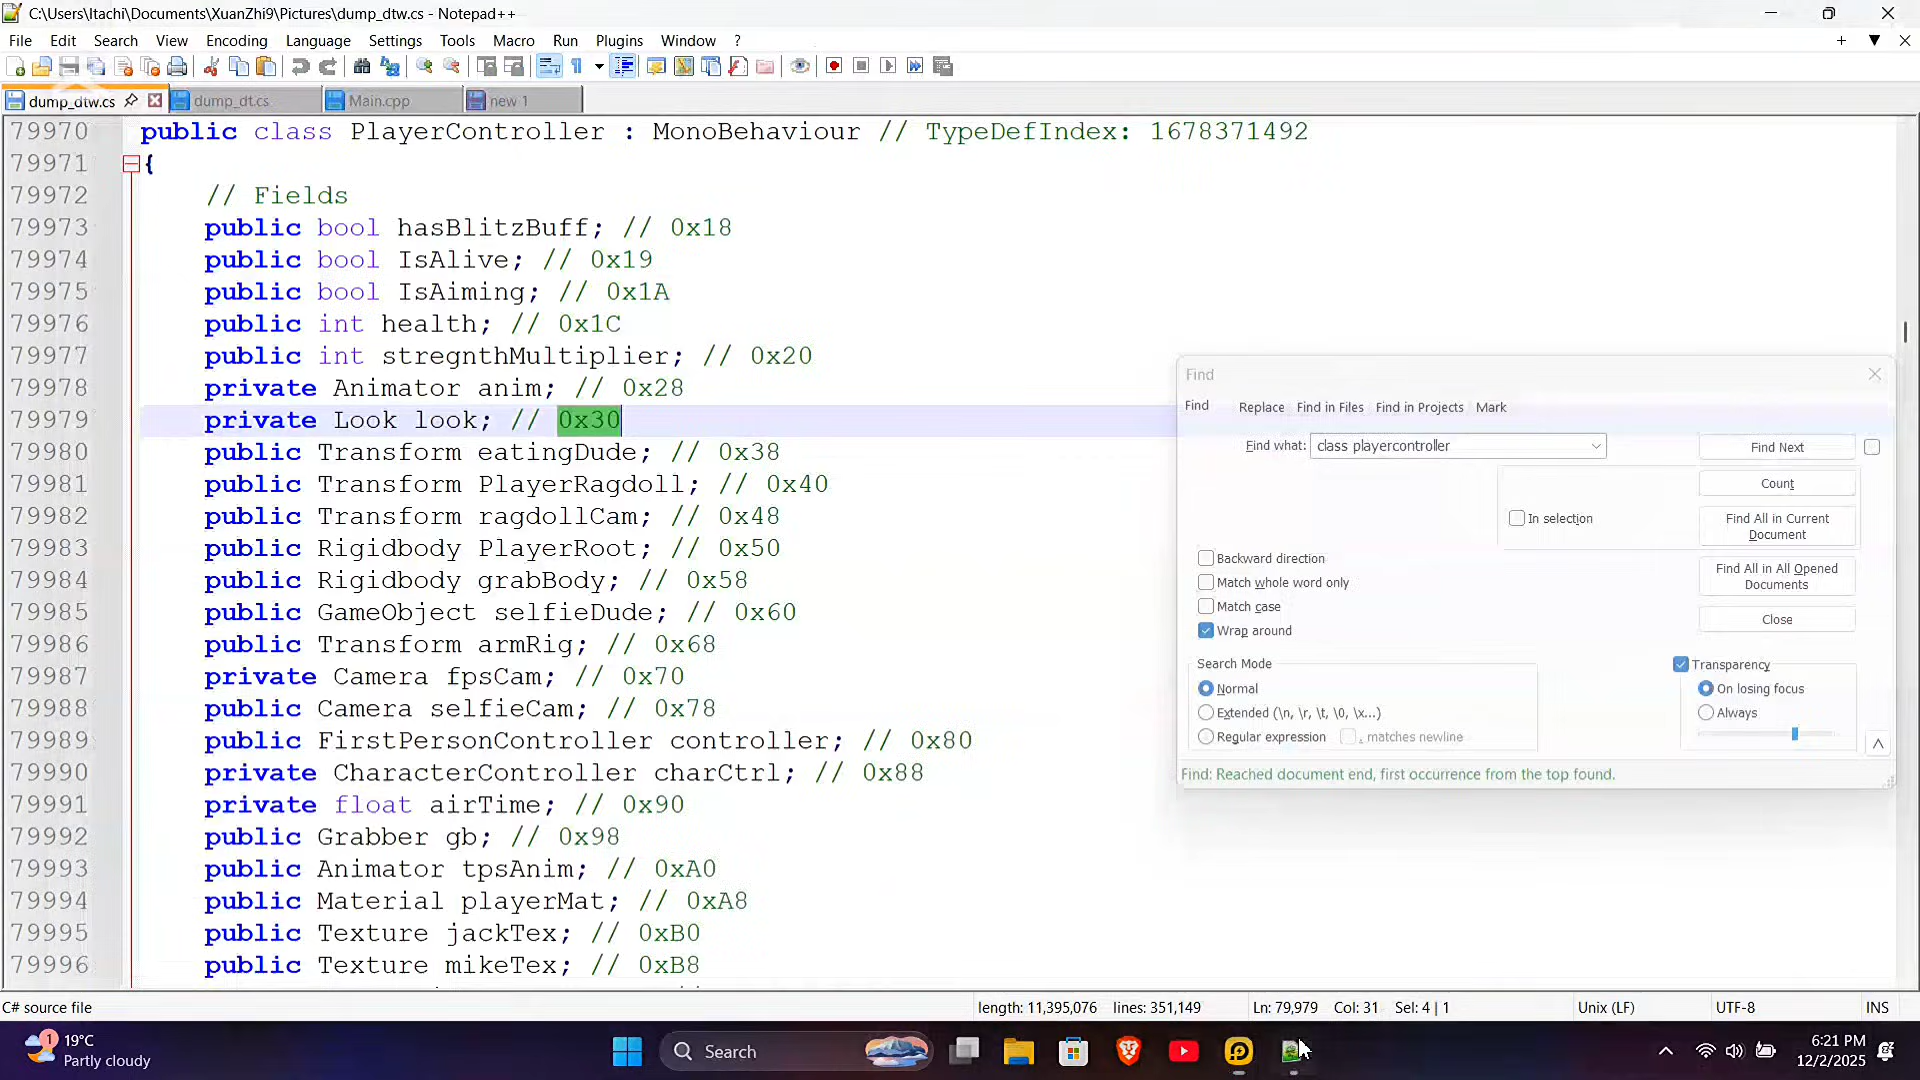 C:\Users\Itachi\Documents\XuanZhi9\Pictures\dump_dtw.cs - Notepad++
File Edit Search View Encoding Language Settings Tools Macro Run Plugins Window ?
dump_dtw.cs dump_dt.cs Main.cpp new 1
79970 public class PlayerController : MonoBehaviour // TypeDefIndex: 1678371492
79971 {
79972 // Fields
79973 public bool hasBlitzBuff; // 0x18
79974 public bool IsAlive; // 0x19
79975 public bool IsAiming; // 0x1A
79976 public int health; // 0x1C
79977 public int stregnthMultiplier; // 0x20
79978 private Animator anim; // 0x28
79979 private Look look; // 0x30
79980 public Transform eatingDude; // 0x38
79981 public Transform PlayerRagdoll; // 0x40
79982 public Transform ragdollCam; // 0x48
79983 public Rigidbody PlayerRoot; // 0x50
79984 public Rigidbody grabBody; // 0x58
79985 public GameObject selfieDude; // 0x60
79986 public Transform armRig; // 0x68
79987 private Camera fpsCam; // 0x70
79988 public Camera selfieCam; // 0x78
79989 public FirstPersonController controller; // 0x80
79990 private CharacterController charCtrl; // 0x88
79991 private float airTime; // 0x90
79992 public Grabber gb; // 0x98
79993 public Animator tpsAnim; // 0xA0
79994 public Material playerMat; // 0xA8
79995 public Texture jackTex; // 0xB0
79996 public Texture mikeTex; // 0xB8
Find
Find Replace Find in Files Find in Projects Mark
Find what: class playercontroller
Find Next
Count
In selection
Find All in Current Document
Find All in All Opened Documents
Close
Backward direction
Match whole word only
Match case
Wrap around
Search Mode
Normal
Extended (\n, \r, \t, \0, \x...)
Regular expression . matches newline
Transparency
On losing focus
Always
Find: Reached document end, first occurrence from the top found.
C# source file length: 11,395,076 lines: 351,149 Ln: 79,979 Col: 31 Sel: 4 | 1 Unix (LF) UTF-8 INS
1
19°C
Partly cloudy
Search
6:21 PM
12/2/2025